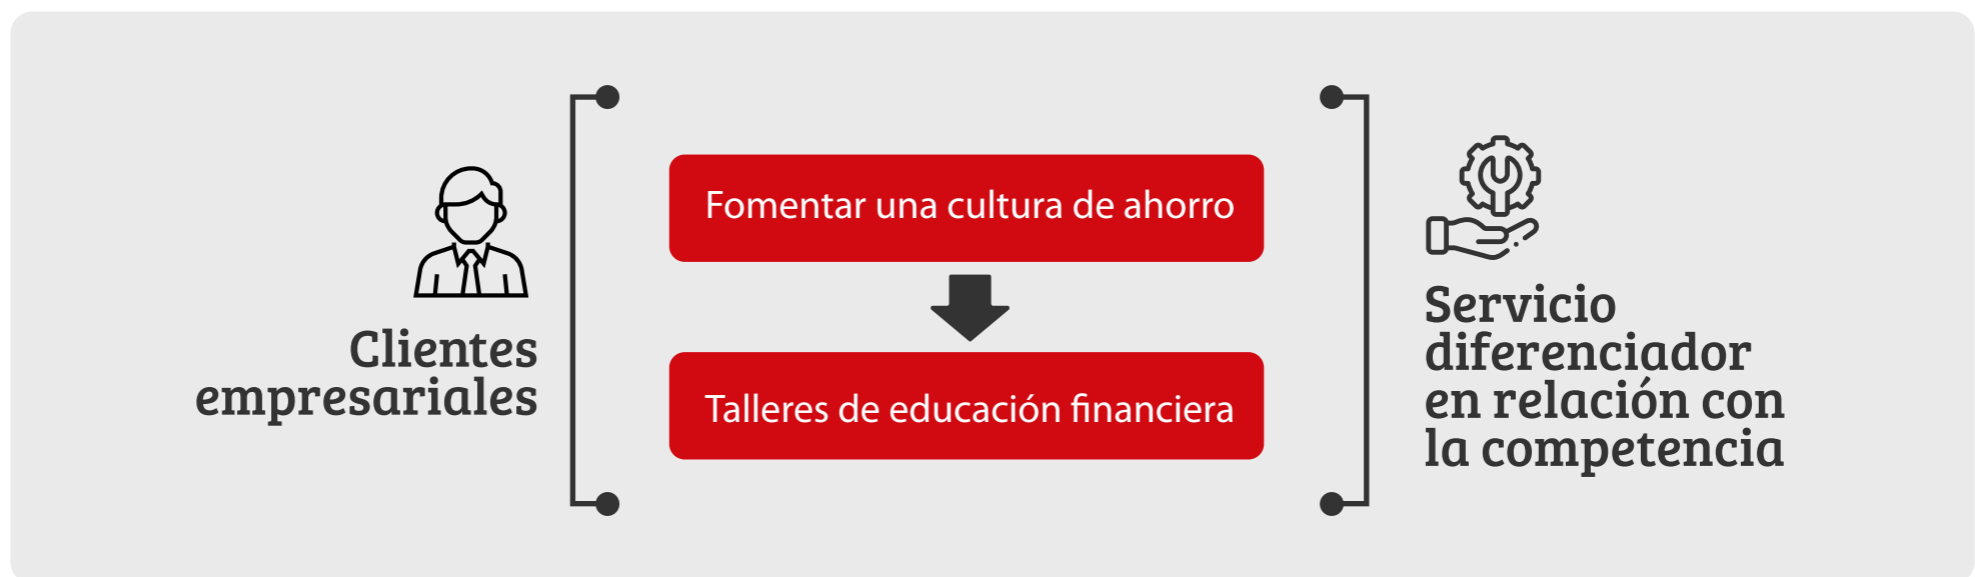 Clientes
empresariales
Fomentar una cultura de ahorro
Talleres de educación financiera
Servicio
diferenciador
en relación con
la competencia